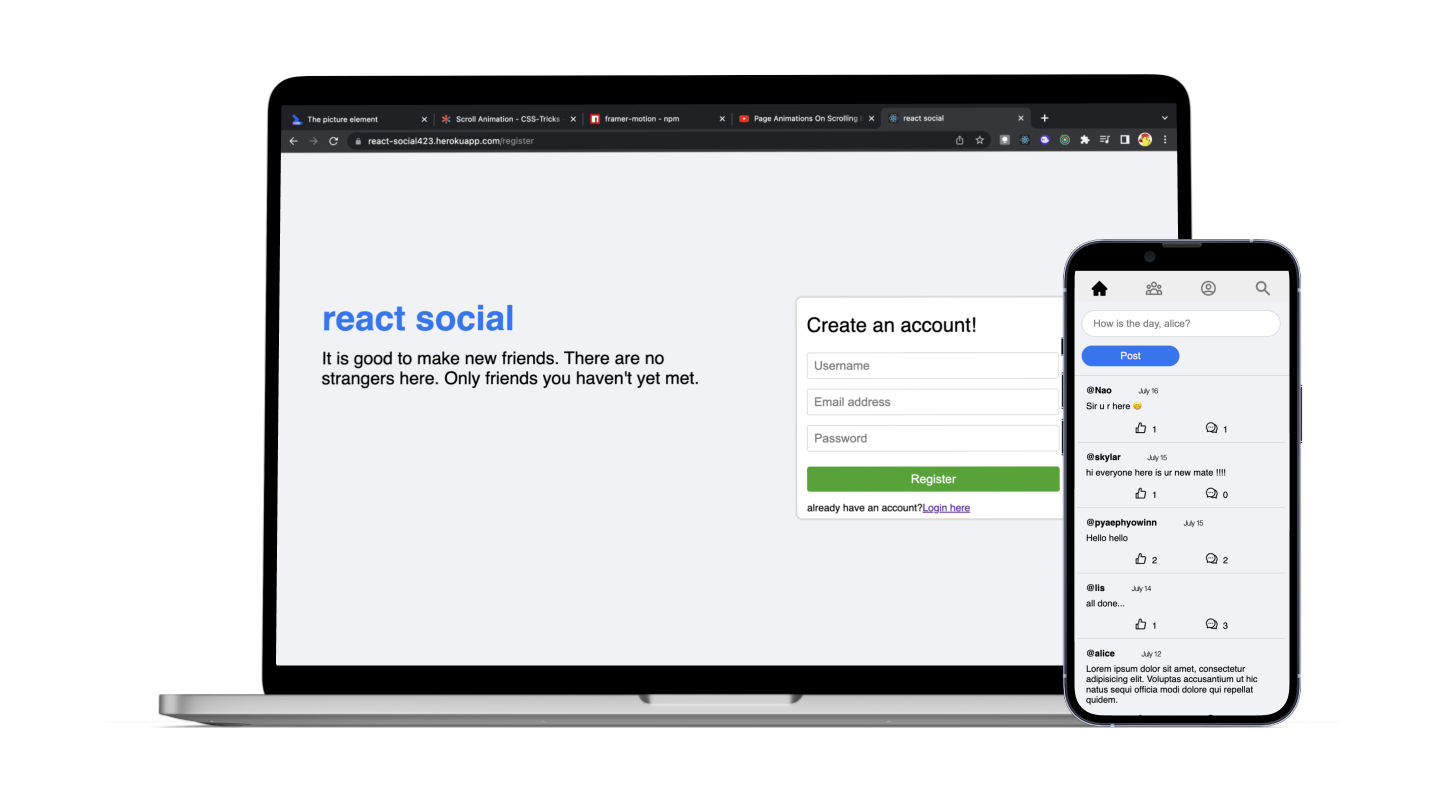 The picture element
Scroll Animation - CSS-Tricks -
framer-motion - npm
Page Animations On Scrolling
react social
react-social423.herokuapp.com/register
react social
It is good to make new friends. There are no
strangers here. Only friends you haven't yet met.
Create an account!
Username
Email address
Password
Register
already have an account?Login here
How is the day, alice?
Post
@Nao July 16
Sir u r here 😀
1 1
@skylar July 15
hi everyone here is ur new mate !!!!
1 0
@pyaephyowinn July 15
Hello hello
2 2
@lis July 14
all done...
1 3
@alice July 12
Lorem ipsum dolor sit amet, consectetur
adipisicing elit. Voluptas accusantium ut hic
natus sequi officia modi dolore qui repellat
quidem.